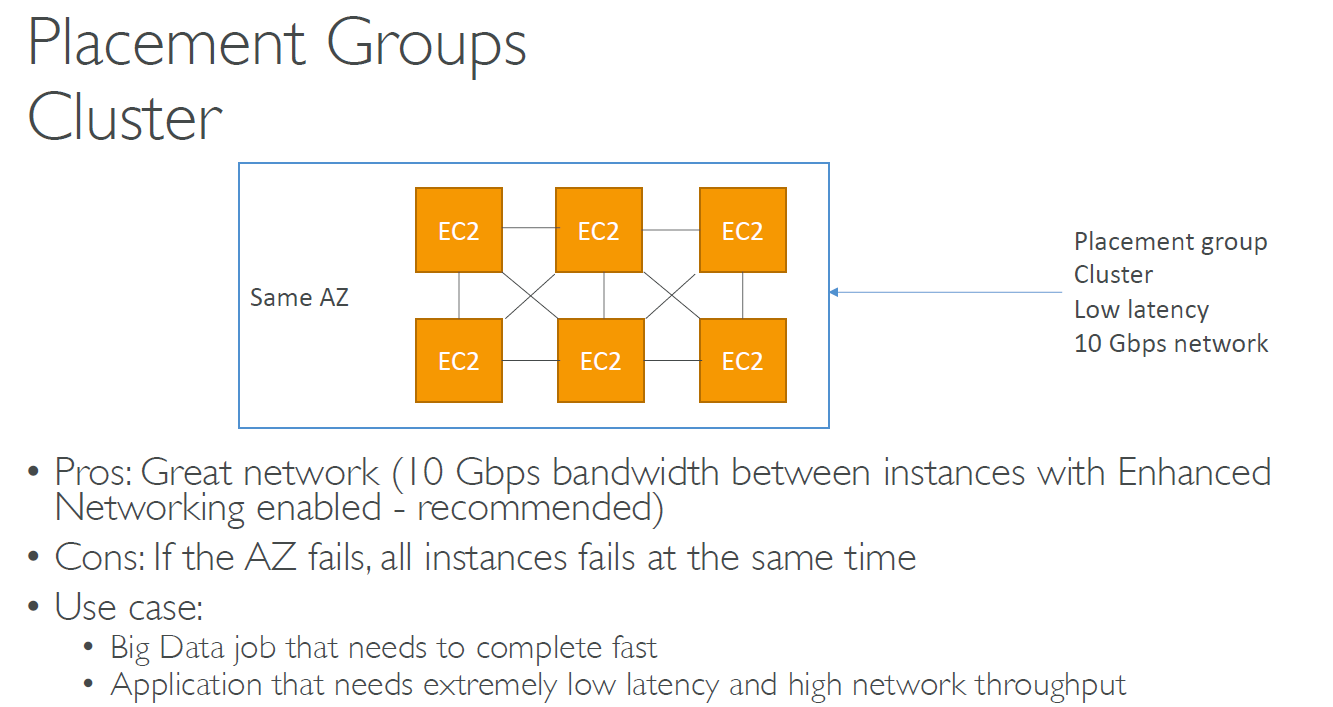 Placement Groups
Cluster
EC2
EC2
EC2
Same AZ
EC2
EC2
EC2
Placement group
Cluster
Low latency
10 Gbps network
• Pros: Great network (10 Gbps bandwidth between instances with Enhanced
Networking enabled - recommended)
• Cons: If the AZ fails, all instances fails at the same time
• Use case:
• Big Data job that needs to complete fast
• Application that needs extremely low latency and high network throughput